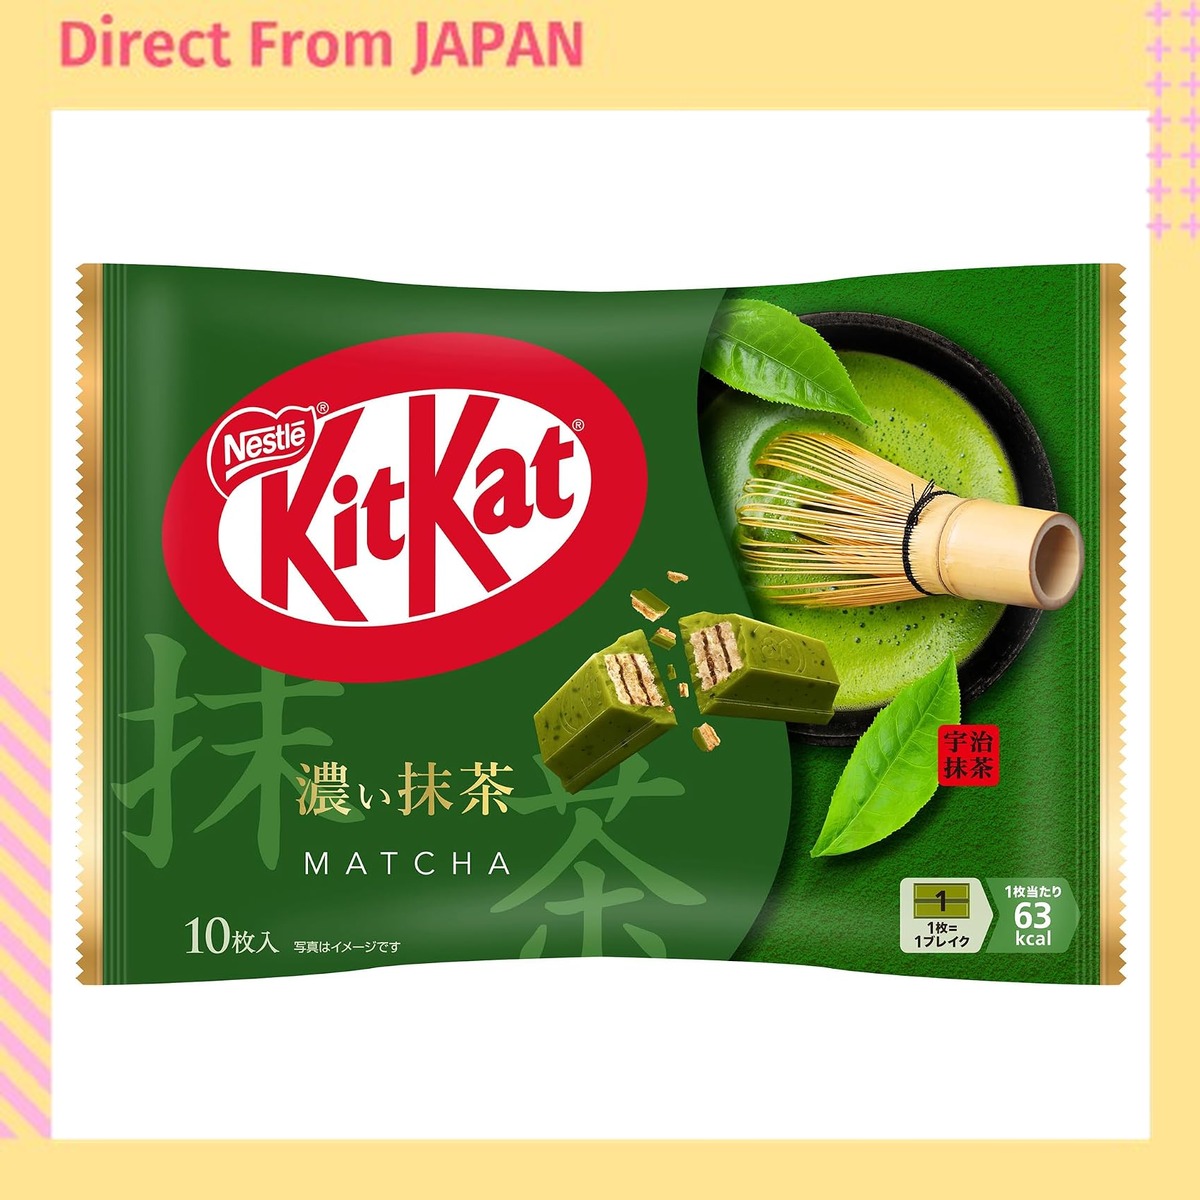 Direct From JAPAN
Nestlé®
KitKat®
抹茶
濃い抹茶
MATCHA
宇治
抹茶
10枚入
写真はイメージです
1
1枚=
1ブレイク
1枚当たり
63
kcal